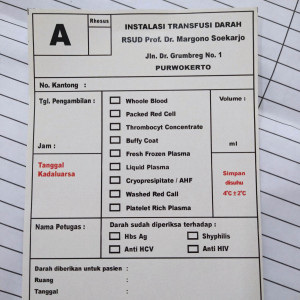 A
Rhesus
INSTALASI TRANSFUSI DARAH
RSUD Prof. Dr. Margono Soekarjo
Jln. Dr. Grumbreg No. 1
PURWOKERTO
No. Kantong :
Tgl. Pengambilan :
Jam :
Tanggal
Kadaluarsa
Whole Blood
Packed Red Cell
Thrombocyt Concentrate
Buffy Coat
Fresh Frozen Plasma
Liquid Plasma
Cryopresipitate / AHF
Washed Red Call
Platelet Rich Plasma
Volume :
ml
Simpan
disuhu
4°C ± 2°C
Nama Petugas :
Darah sudah diperiksa terhadap :
Hbs Ag
Shyphilis
Anti HCV
Anti HIV
Darah diberikan untuk pasien :
Ruang :
Tanggal :